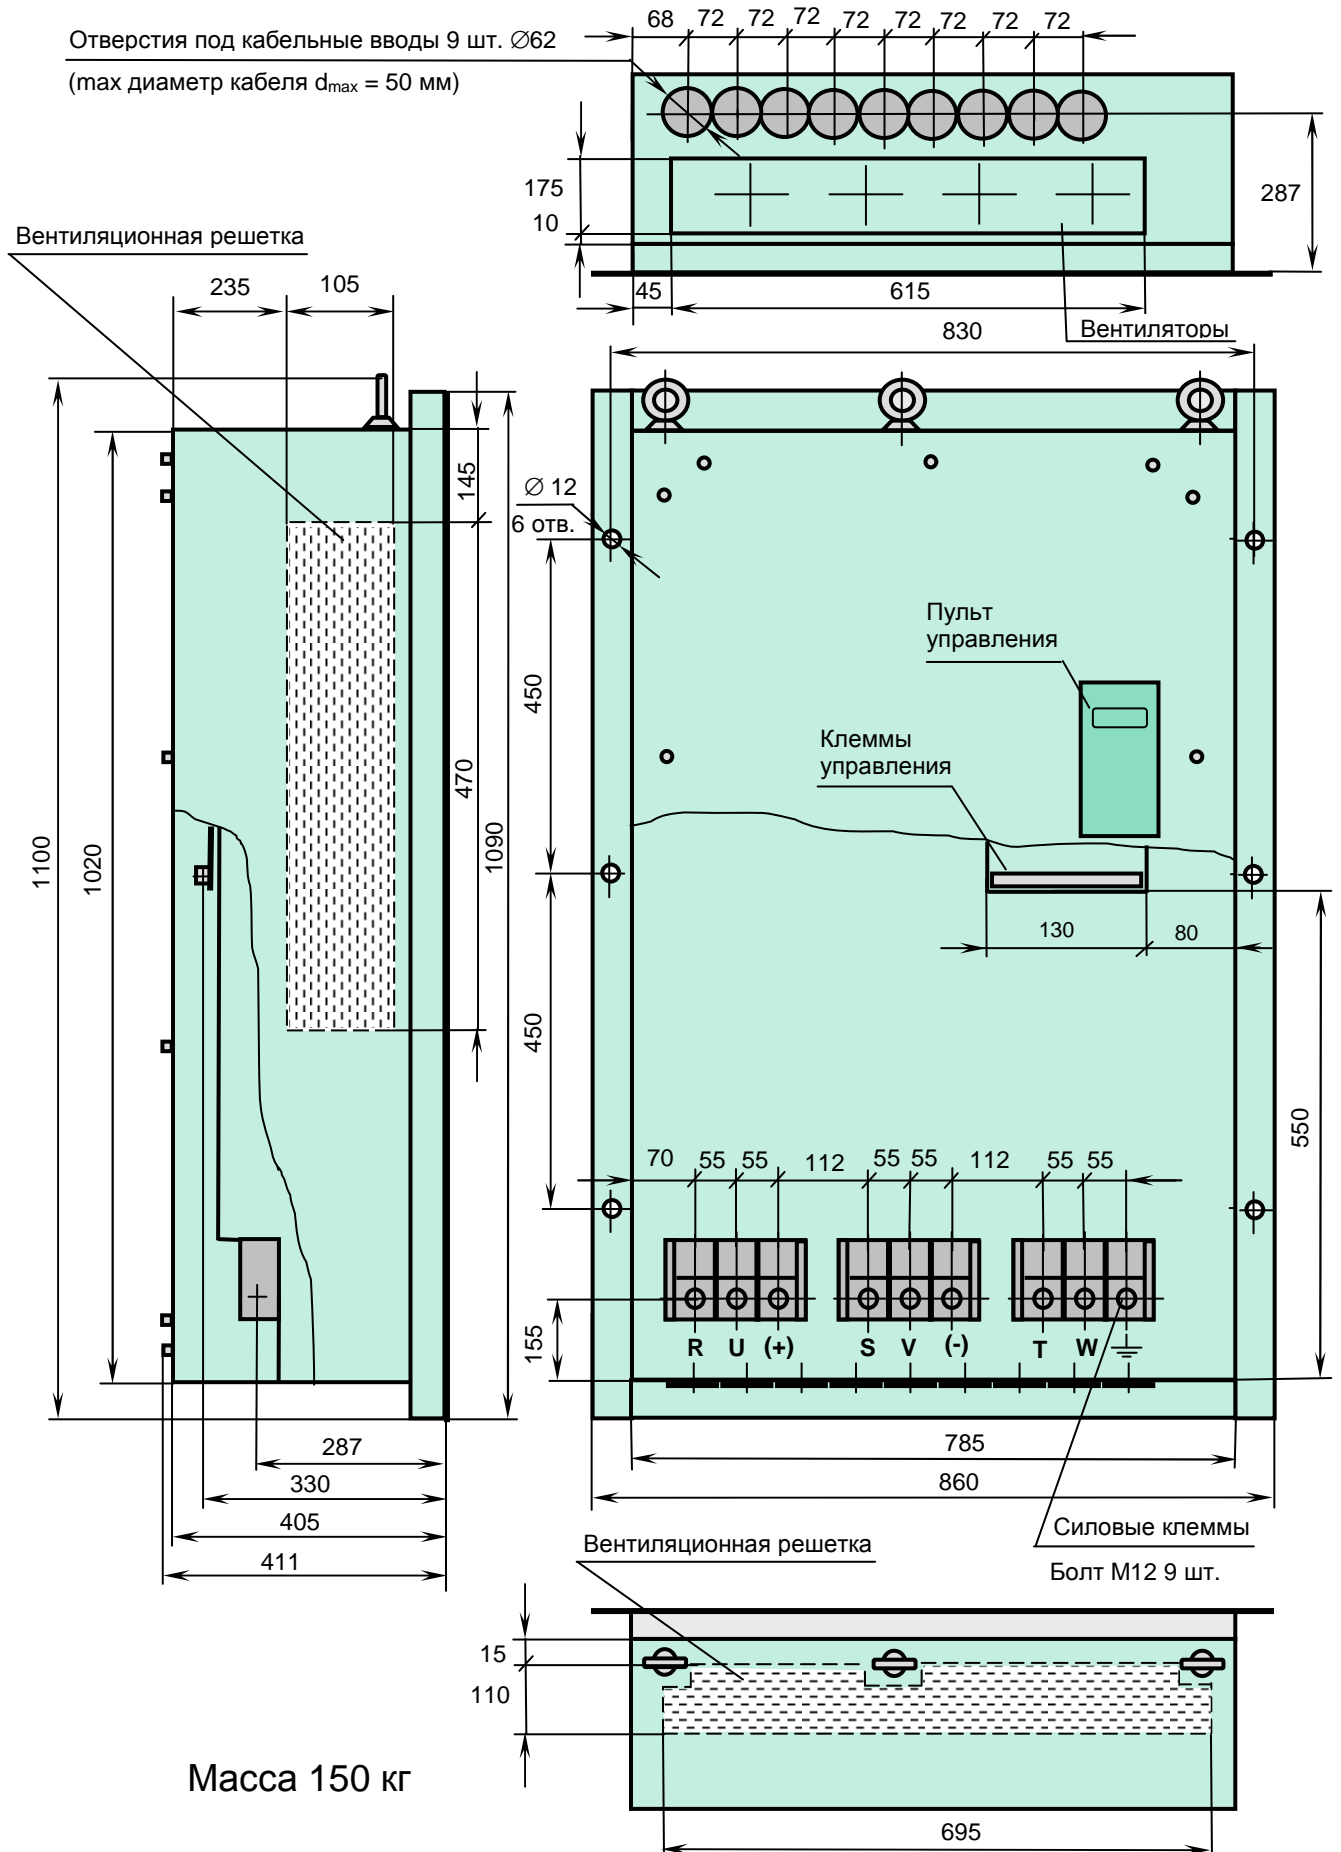 68 72 72 72 72 72 72 72 72
Отверстия под кабельные вводы 9 шт. ∅62
(max диаметр кабеля dmax = 50 мм)
175
10
287
Вентиляционная решетка
235 105
45 615
Вентиляторы
830
145
∅ 12
6 отв.
Пульт
управления
450
Клеммы
управления
470
1100
1020
1090
130 80
450
550
70 55 55 112 55 55 112 55 55
155
R U (+) S V (-) T W
287
785
330
860
405
411
Силовые клеммы
Болт М12 9 шт.
Вентиляционная решетка
15
110
Масса 150 кг
695